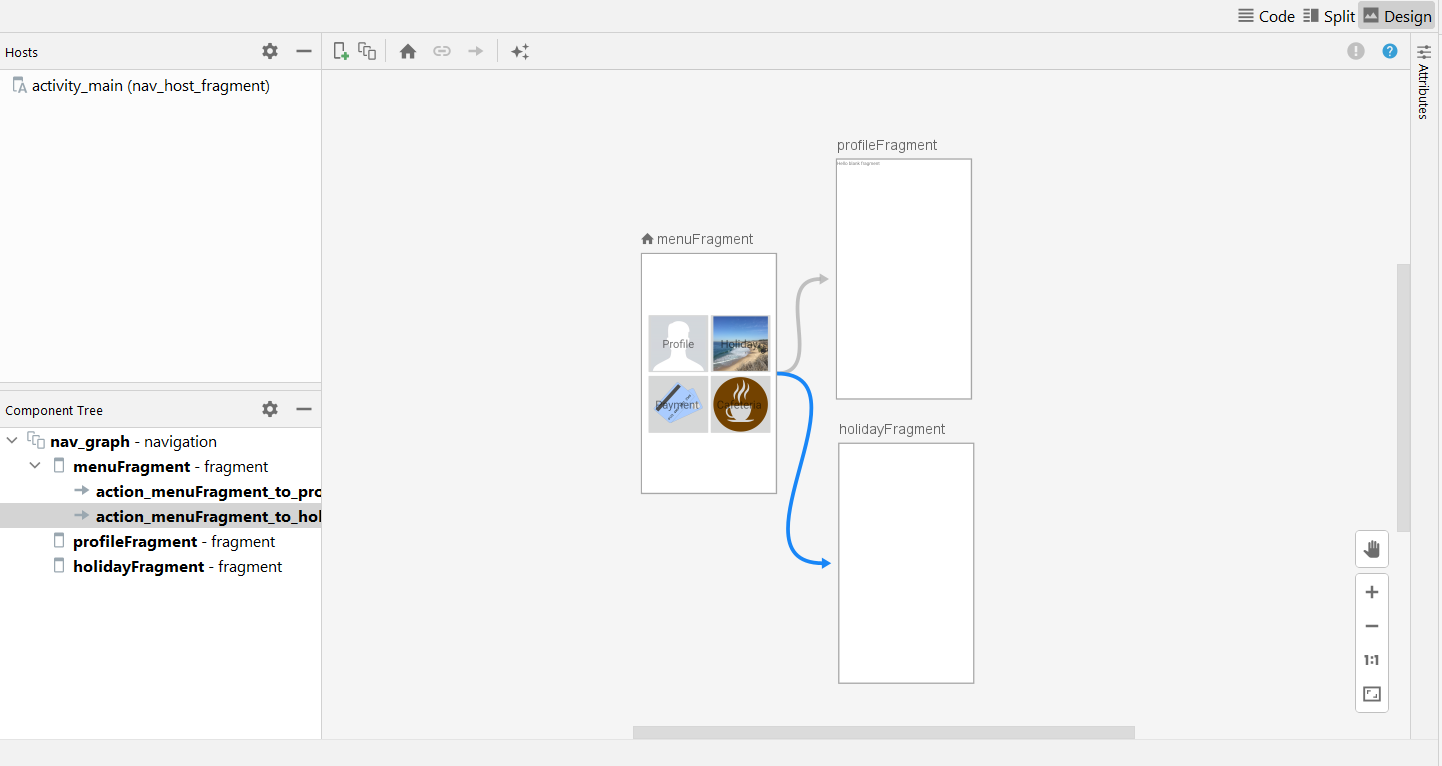 Code Split Design
Hosts
activity_main (nav_host_fragment)
Attributes
profileFragment
Hello blank fragment
menuFragment
Profile Holiday
Payment Cafeteria
holidayFragment
Component Tree
nav_graph - navigation
menuFragment - fragment
action_menuFragment_to_pro
action_menuFragment_to_hol
profileFragment - fragment
holidayFragment - fragment
1:1